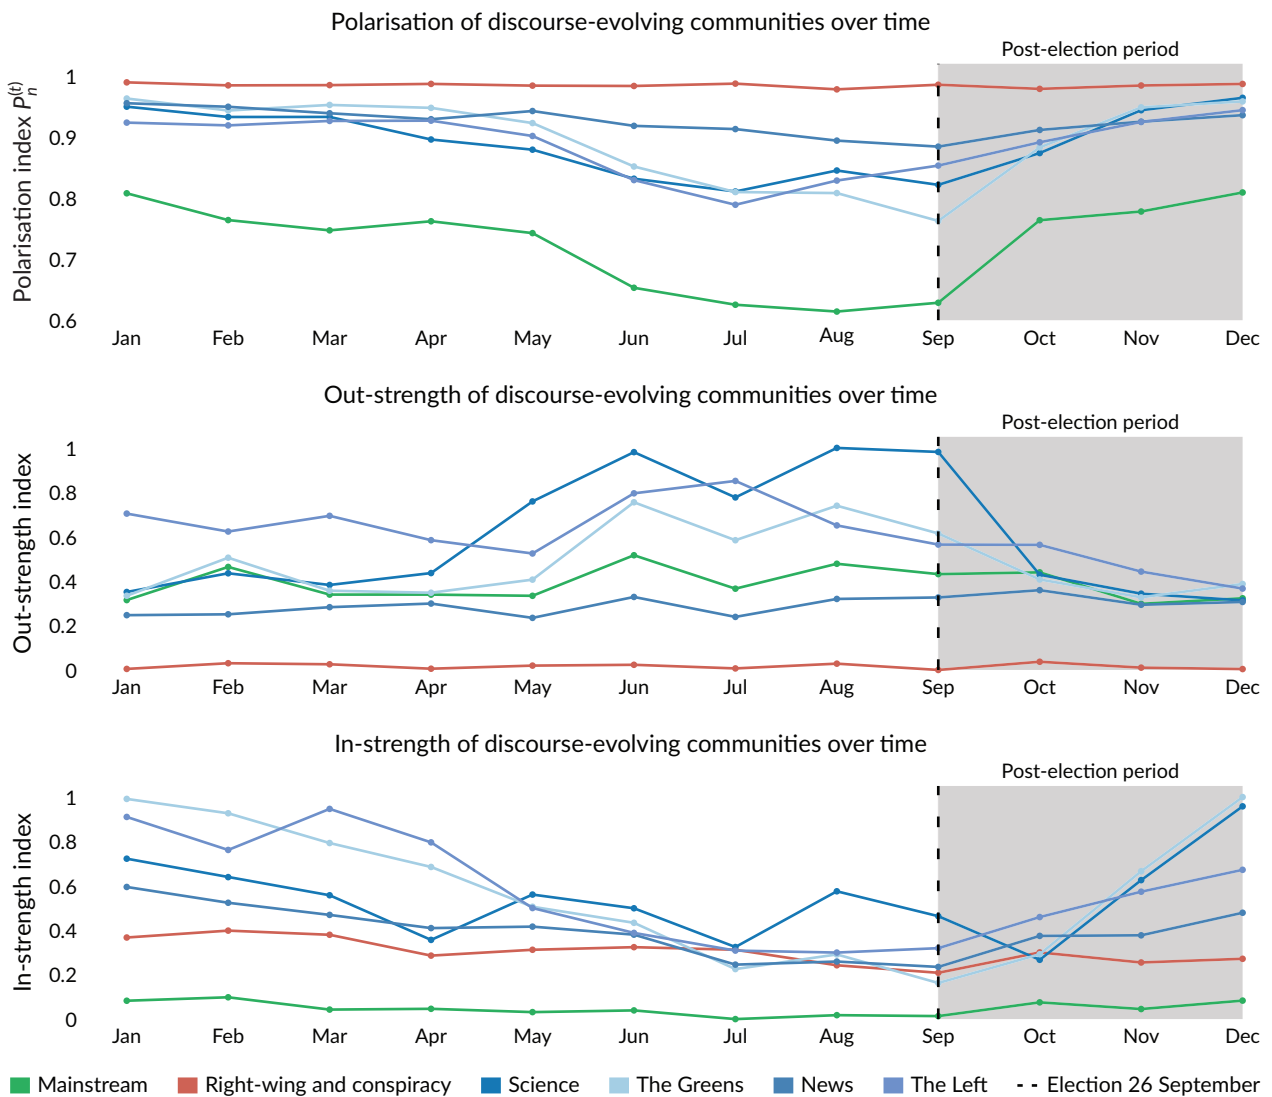 Polarisation of discourse-evolving communities over time
Post-election period
Polarisation index P_n^(t)
1
0.9
0.8
0.7
0.6
Jan Feb Mar Apr May Jun Jul Aug Sep Oct Nov Dec
Out-strength of discourse-evolving communities over time
Post-election period
Out-strength index
1
0.8
0.6
0.4
0.2
0
Jan Feb Mar Apr May Jun Jul Aug Sep Oct Nov Dec
In-strength of discourse-evolving communities over time
Post-election period
In-strength index
1
0.8
0.6
0.4
0.2
0
Jan Feb Mar Apr May Jun Jul Aug Sep Oct Nov Dec
Mainstream Right-wing and conspiracy Science The Greens News The Left Election 26 September